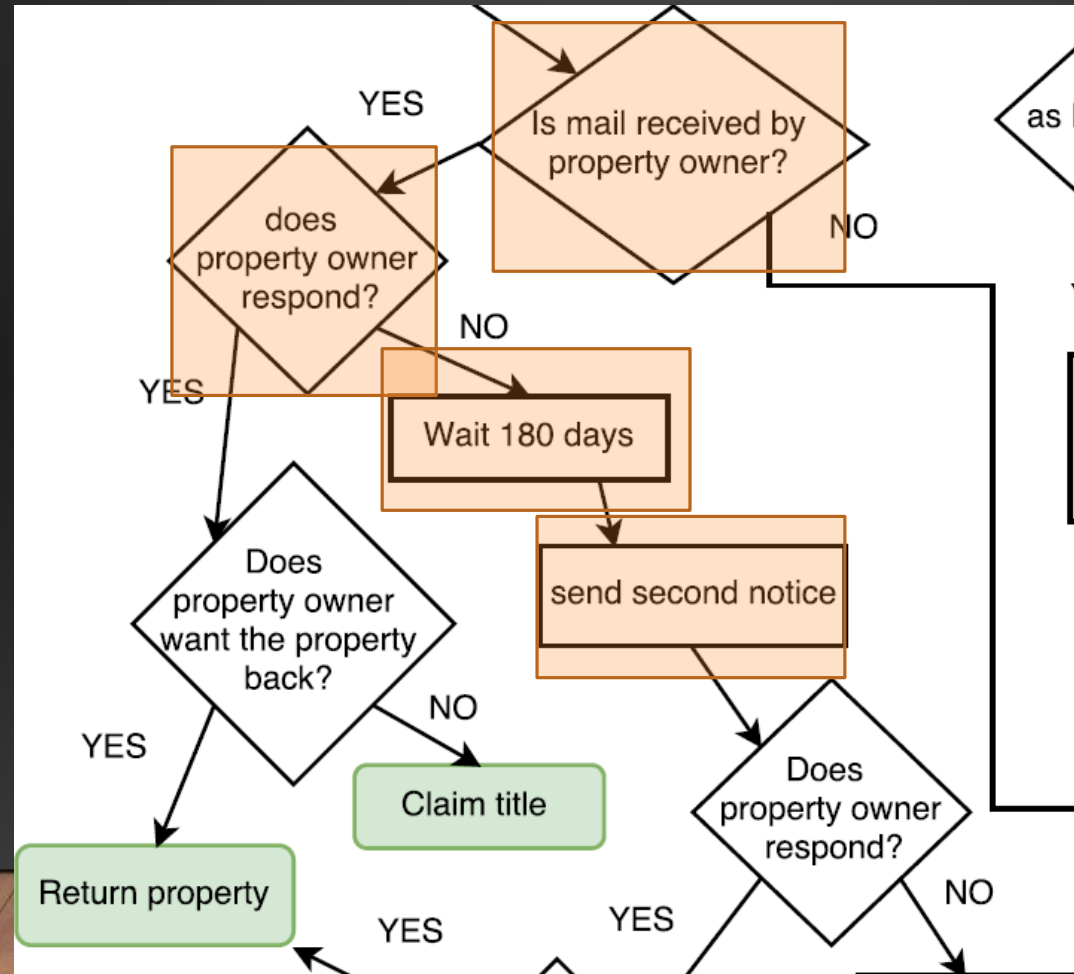 YES
Is mail received by
property owner?
as
NO
does
property owner
respond?
NO
YES
Wait 180 days
send second notice
Does
property owner
want the property
back?
NO
YES
Claim title
Does
property owner
respond?
Return property
NO
YES
YES